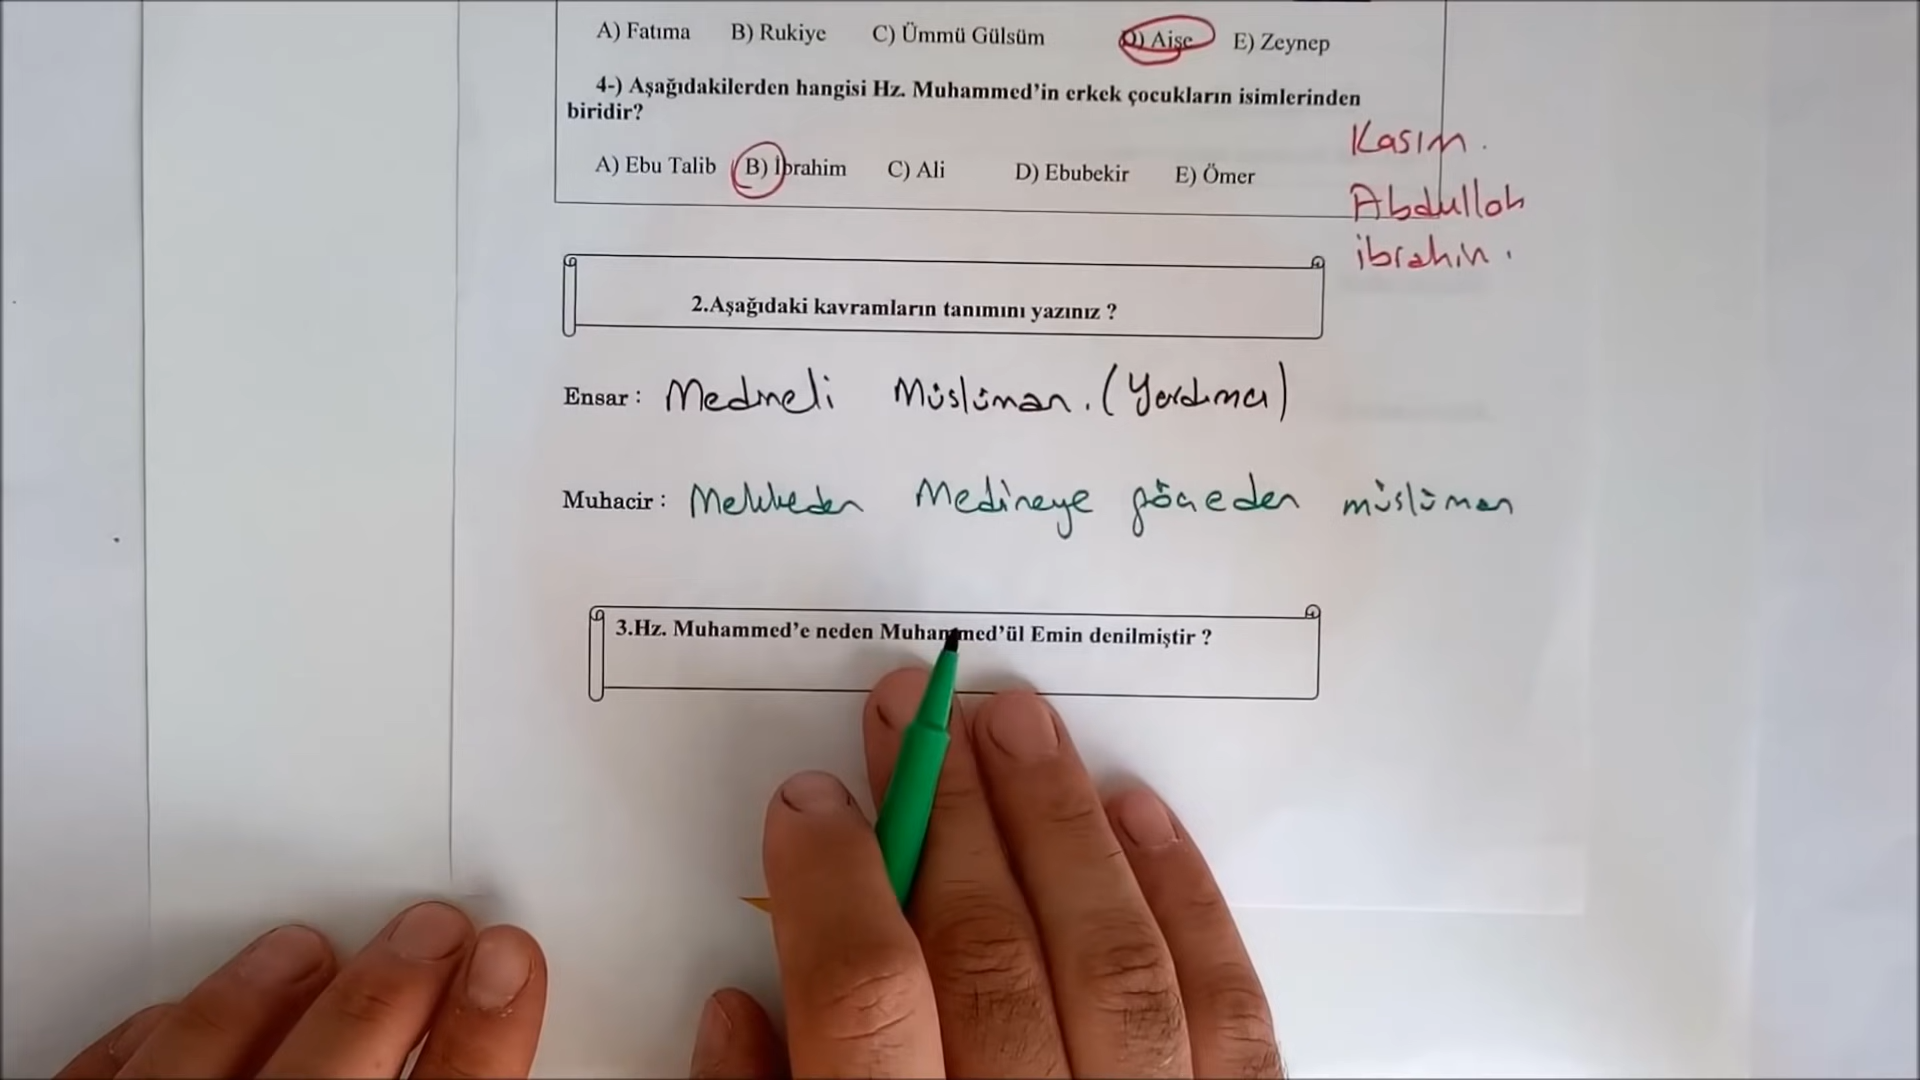 A) Fatıma B) Rukiye C) Ümmü Gülsüm D) Aişe E) Zeynep
4-) Aşağıdakilerden hangisi Hz. Muhammed'in erkek çocukların isimlerinden
biridir?
A) Ebu Talib B) İbrahim C) Ali D) Ebubekir E) Ömer
Kasım.
Abdullah
ibrahim.
2.Aşağıdaki kavramların tanımını yazınız ?
Ensar : Medineli Müslüman. (Yardımcı)
Muhacir : Mekkeden Medineye göç eden müslüman
3.Hz. Muhammed'e neden Muhammed'ül Emin denilmiştir ?